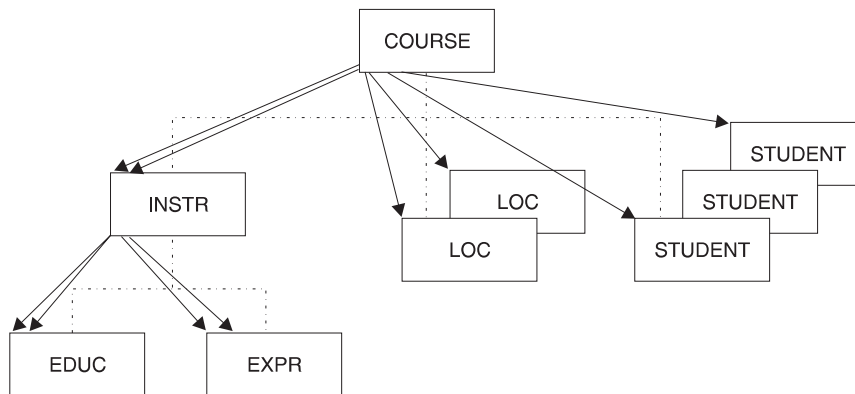 COURSE
STUDENT
INSTR
LOC
STUDENT
LOC
STUDENT
EDUC
EXPR